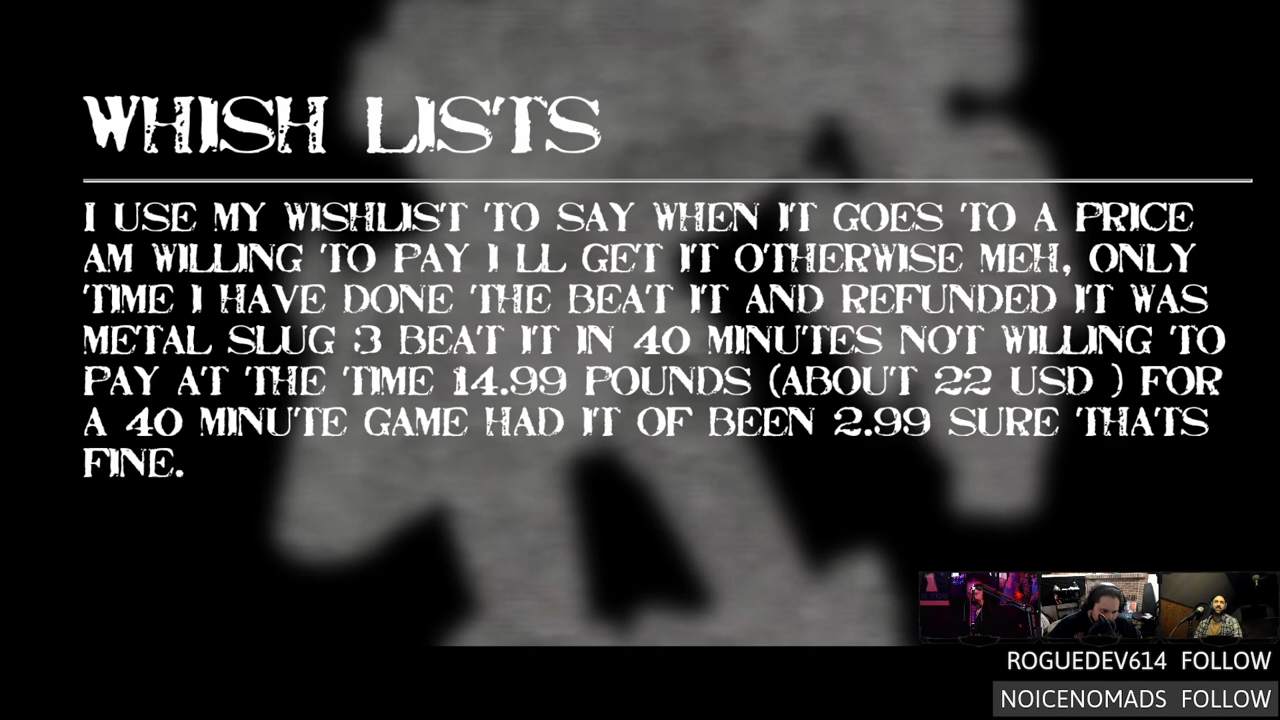 WHISH LISTS
I USE MY WISHLIST TO SAY WHEN IT GOES TO A PRICE
AM WILLING TO PAY I LL GET IT OTHERWISE MEH, ONLY
TIME I HAVE DONE THE BEAT IT AND REFUNDED IT WAS
METAL SLUG 3 BEAT IT IN 40 MINUTES NOT WILLING TO
PAY AT THE TIME 14.99 POUNDS (ABOUT 22 USD ) FOR
A 40 MINUTE GAME HAD IT OF BEEN 2.99 SURE THATS
FINE.
ROGUEDEV614 FOLLOW
NOICENOMADS FOLLOW